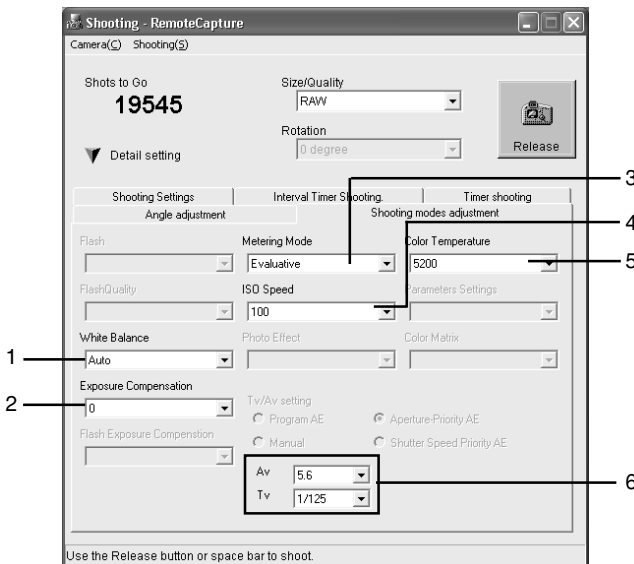 Shooting - RemoteCapture
Camera(C) Shooting(S)
Shots to Go
19545
Size/Quality
RAW
Rotation
0 degree
Release
Detail setting
Shooting Settings
Interval Timer Shooting.
Timer shooting
Angle adjustment
Shooting modes adjustment
Flash
Metering Mode
Evaluative
3
Color Temperature
5200
5
FlashQuality
ISO Speed
100
4
Parameters Settings
White Balance
1
Auto
Photo Effect
Color Matrix
Exposure Compensation
2
0
Flash Exposure Compenstion
Tv/Av setting
Program AE
Aperture-Priority AE
Manual
Shutter Speed Priority AE
Av
5.6
Tv
1/125
6
Use the Release button or space bar to shoot.